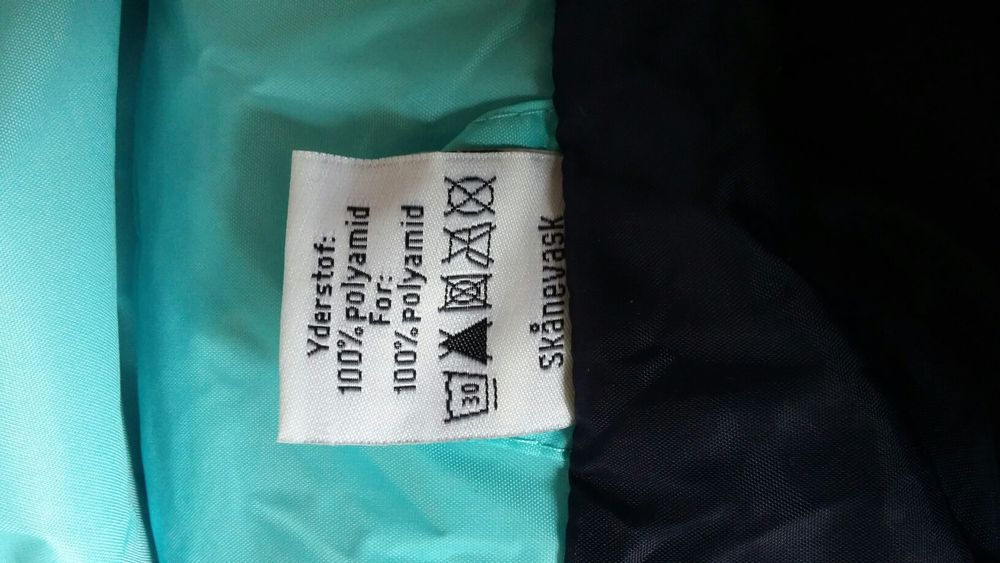 Yderstof:
100% polyamid
For:
100% polyamid
30
Skånevask